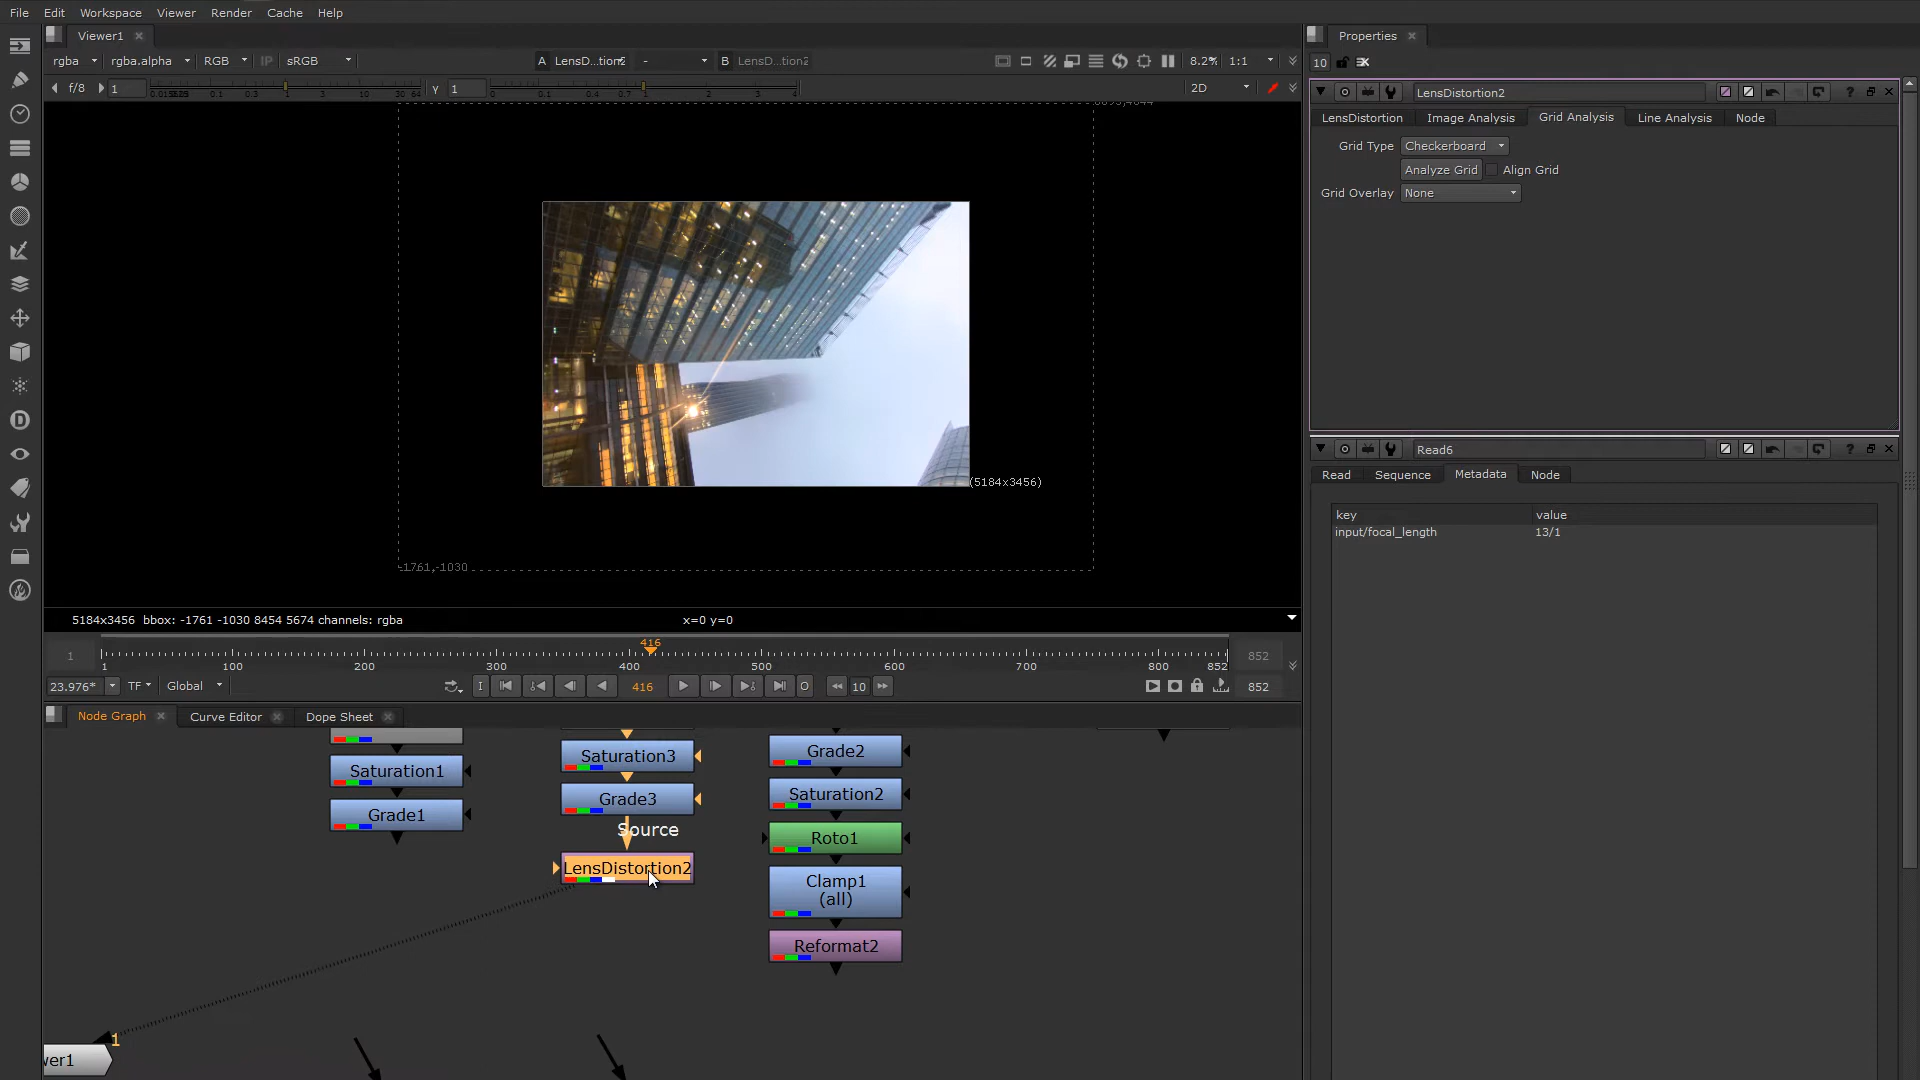 File Edit Workspace Viewer Render Cache Help
Viewer1
rgba rgba.alpha RGB IP sRGB A LensD...tion2 - B LensD...tion2 8.2% 1:1
f/8 1 Y 1 2D
(5184x3456)
-1761,-1030
5184x3456 bbox: -1761 -1030 8454 5674 channels: rgba x=0 y=0
416
1 1 100 200 300 400 500 600 700 800 852 852
23.976* TF Global I 416 O 10 852
Node Graph Curve Editor Dope Sheet
Saturation1
Grade1
Saturation3
Grade3
Source
LensDistortion2
Grade2
Saturation2
Roto1
Clamp1
(all)
Reformat2
1
wer1
Properties
10
LensDistortion2
LensDistortion Image Analysis Grid Analysis Line Analysis Node
Grid Type Checkerboard
Analyze Grid Align Grid
Grid Overlay None
Read6
Read Sequence Metadata Node
key value
input/focal_length 13/1